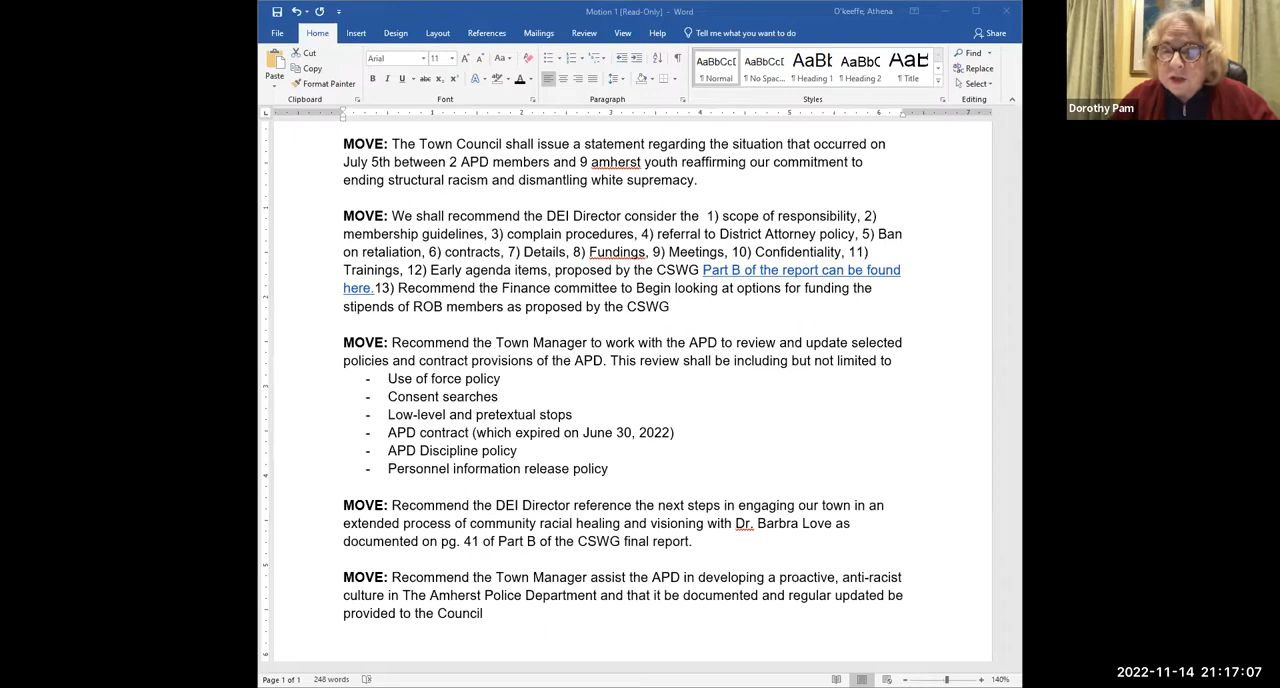 Motion 1 [Read-Only] - Word
O'keeffe, Athena
File Home Insert Design Layout References Mailings Review View Help Tell me what you want to do Share
Paste
Cut
Copy
Format Painter
Clipboard
Arial 11
B I U abc X₂ X²
Font
Paragraph
AaBbCcDc AaBbCcDc AaBbC AaBbCc AaB
¶ Normal ¶ No Spac... ¶ Heading 1 ¶ Heading 2 ¶ Title
Styles
Find
Replace
Select
Editing
Dorothy Pam
MOVE: The Town Council shall issue a statement regarding the situation that occurred on
July 5th between 2 APD members and 9 amherst youth reaffirming our commitment to
ending structural racism and dismantling white supremacy.
MOVE: We shall recommend the DEI Director consider the 1) scope of responsibility, 2)
membership guidelines, 3) complain procedures, 4) referral to District Attorney policy, 5) Ban
on retaliation, 6) contracts, 7) Details, 8) Fundings, 9) Meetings, 10) Confidentiality, 11)
Trainings, 12) Early agenda items, proposed by the CSWG Part B of the report can be found
here.13) Recommend the Finance committee to Begin looking at options for funding the
stipends of ROB members as proposed by the CSWG
MOVE: Recommend the Town Manager to work with the APD to review and update selected
policies and contract provisions of the APD. This review shall be including but not limited to
- Use of force policy
- Consent searches
- Low-level and pretextual stops
- APD contract (which expired on June 30, 2022)
- APD Discipline policy
- Personnel information release policy
MOVE: Recommend the DEI Director reference the next steps in engaging our town in an
extended process of community racial healing and visioning with Dr. Barbra Love as
documented on pg. 41 of Part B of the CSWG final report.
MOVE: Recommend the Town Manager assist the APD in developing a proactive, anti-racist
culture in The Amherst Police Department and that it be documented and regular updated be
provided to the Council
Page 1 of 1 248 words
140%
2022-11-14 21:17:07